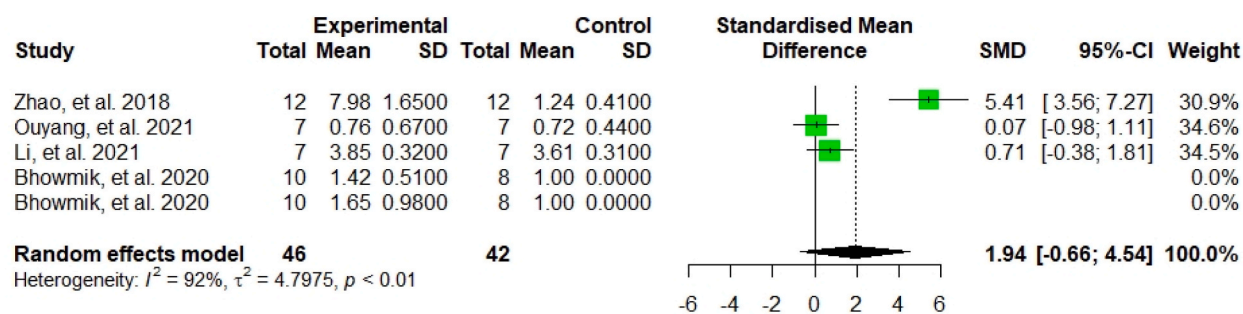 Experimental Control Standardised Mean
Study Total Mean SD Total Mean SD Difference SMD 95%-CI Weight
Zhao, et al. 2018 12 7.98 1.6500 12 1.24 0.4100 5.41 [ 3.56; 7.27] 30.9%
Ouyang, et al. 2021 7 0.76 0.6700 7 0.72 0.4400 0.07 [-0.98; 1.11] 34.6%
Li, et al. 2021 7 3.85 0.3200 7 3.61 0.3100 0.71 [-0.38; 1.81] 34.5%
Bhowmik, et al. 2020 10 1.42 0.5100 8 1.00 0.0000 0.0%
Bhowmik, et al. 2020 10 1.65 0.9800 8 1.00 0.0000 0.0%
Random effects model 46 42 1.94 [-0.66; 4.54] 100.0%
Heterogeneity: I² = 92%, τ² = 4.7975, p < 0.01
-6 -4 -2 0 2 4 6